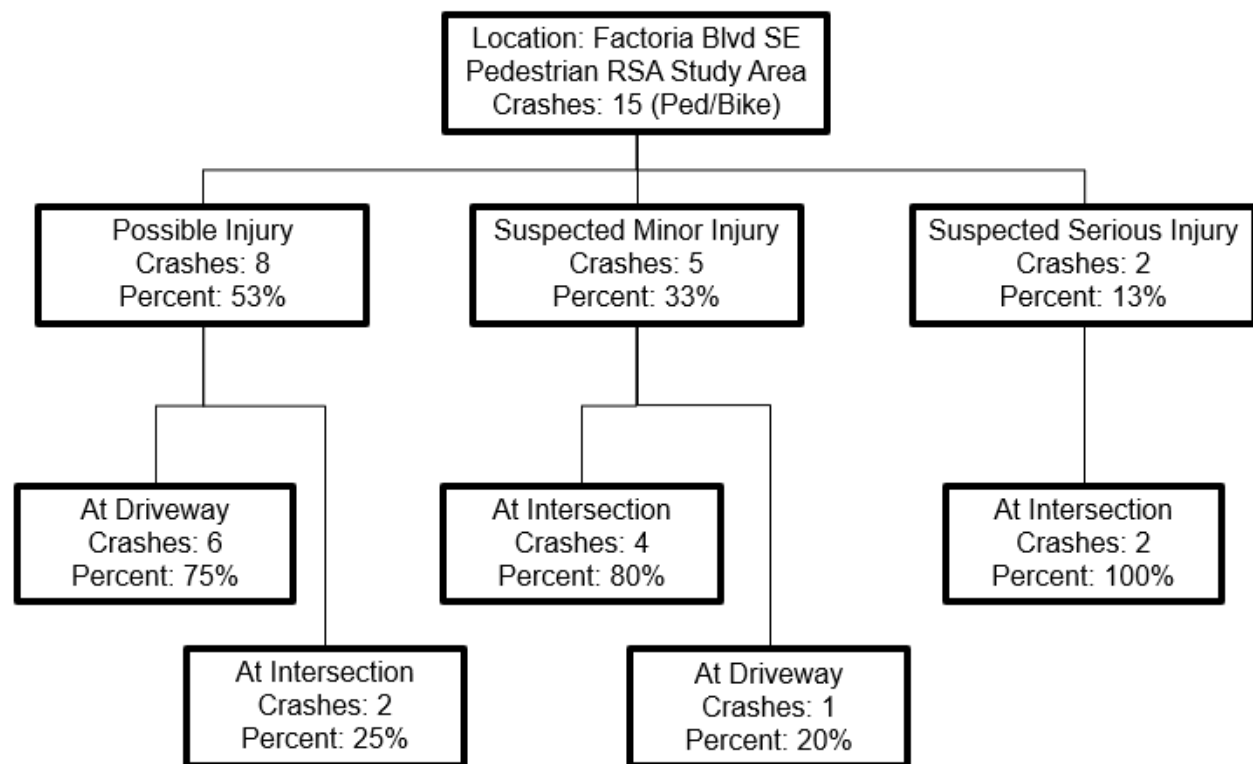 Location: Factoria Blvd SE
Pedestrian RSA Study Area
Crashes: 15 (Ped/Bike)
Possible Injury
Crashes: 8
Percent: 53%
Suspected Minor Injury
Crashes: 5
Percent: 33%
Suspected Serious Injury
Crashes: 2
Percent: 13%
At Driveway
Crashes: 6
Percent: 75%
At Intersection
Crashes: 4
Percent: 80%
At Intersection
Crashes: 2
Percent: 100%
At Intersection
Crashes: 2
Percent: 25%
At Driveway
Crashes: 1
Percent: 20%